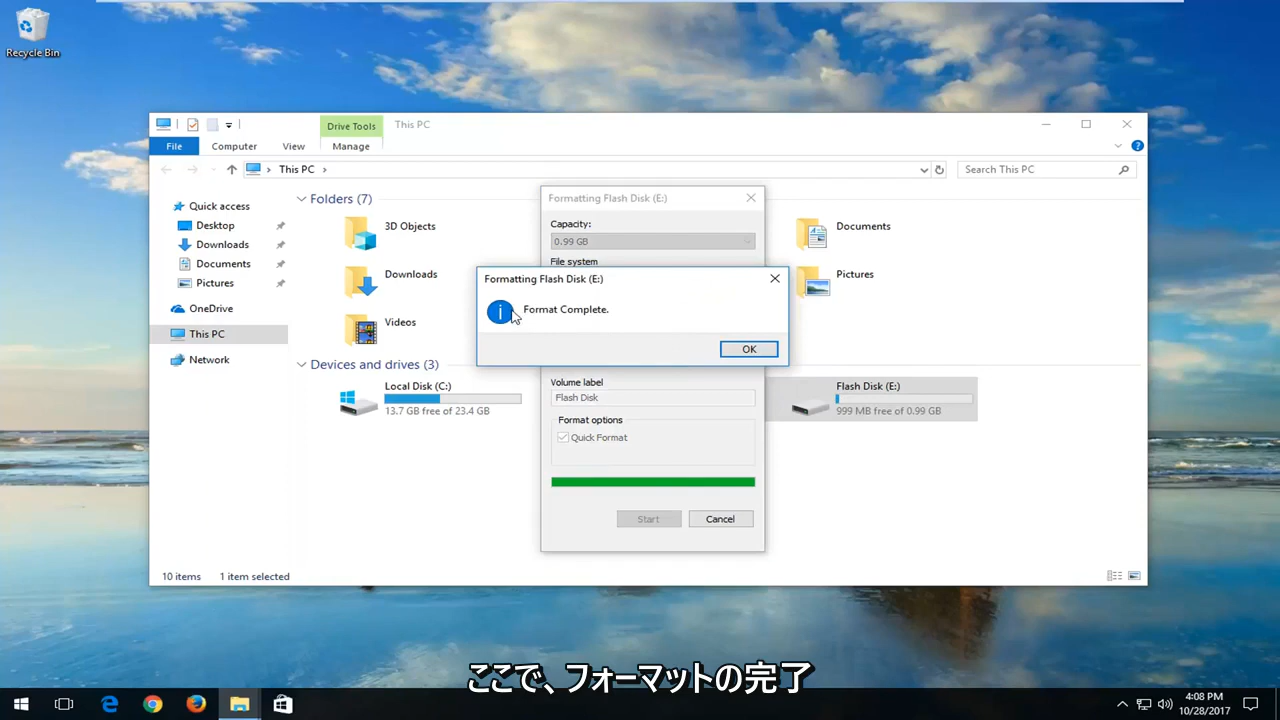 Recycle Bin
Drive Tools
This PC
File
Computer
View
Manage
This PC
Search This PC
Quick access
Desktop
Downloads
Documents
Pictures
OneDrive
This PC
Network
Folders (7)
3D Objects
Documents
Downloads
Pictures
Videos
Devices and drives (3)
Local Disk (C:)
13.7 GB free of 23.4 GB
Flash Disk (E:)
999 MB free of 0.99 GB
Formatting Flash Disk (E:)
Capacity:
0.99 GB
File system
Formatting Flash Disk (E:)
Format Complete.
OK
Volume label
Flash Disk
Format options
Quick Format
Start
Cancel
10 items
1 item selected
ここで、フォーマットの完了
4:08 PM
10/28/2017